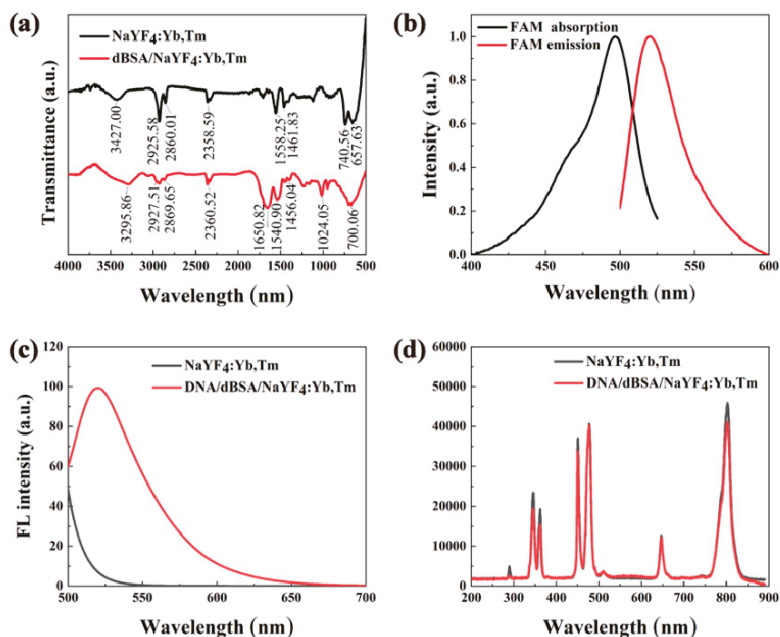 (a)
NaYF4:Yb,Tm
dBSA/NaYF4:Yb,Tm
Transmittance (a.u.)
3427.00
2925.58
2860.01
2358.59
1558.25
1461.83
740.56
657.63
3295.86
2927.51
2869.65
2360.52
1650.82
1540.90
1456.04
1024.05
700.06
4000 3500 3000 2500 2000 1500 1000 500
Wavelength (nm)
(b)
FAM absorption
FAM emission
Intensity (a.u.)
1.0
0.8
0.6
0.4
0.2
0.0
400 450 500 550 600
Wavelength (nm)
(c)
NaYF4:Yb,Tm
DNA/dBSA/NaYF4:Yb,Tm
FL intensity (a.u.)
120
100
80
60
40
20
0
500 550 600 650 700
Wavelength (nm)
(d)
NaYF4:Yb,Tm
DNA/dBSA/NaYF4:Yb,Tm
60000
50000
40000
30000
20000
10000
0
200 300 400 500 600 700 800 900
Wavelength (nm)